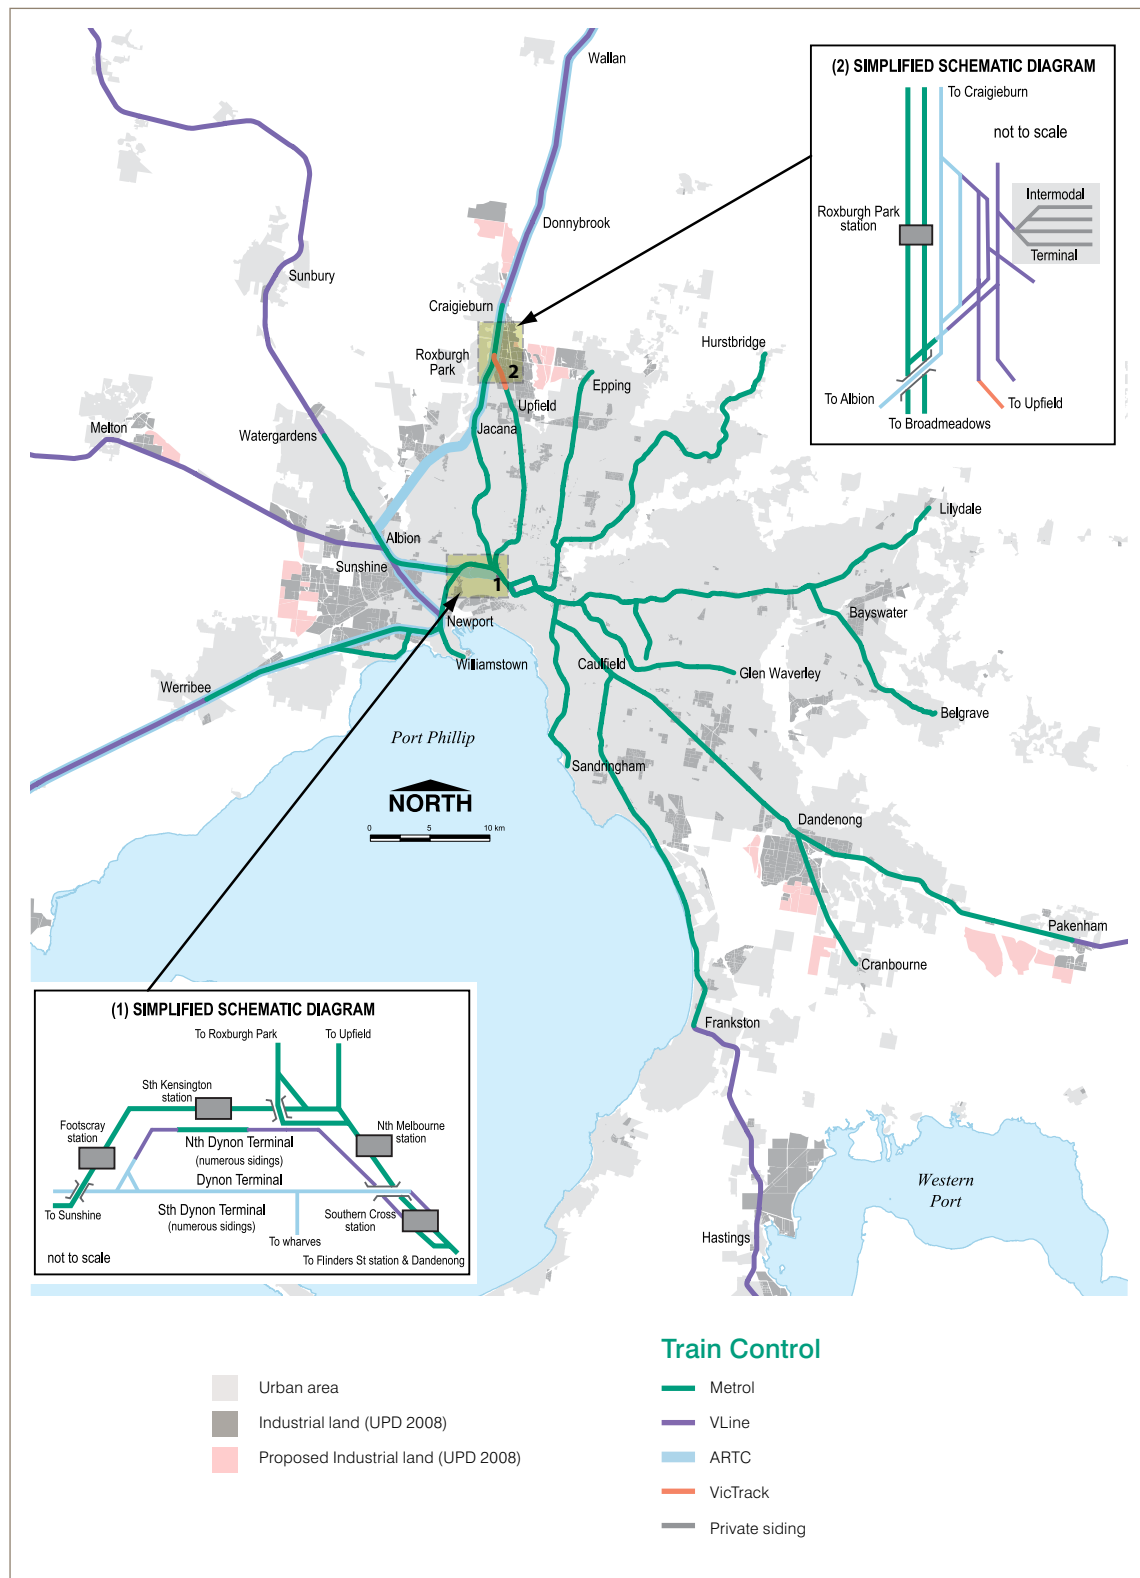 Wallan
(2) SIMPLIFIED SCHEMATIC DIAGRAM
To Craigieburn
not to scale
Intermodal
Roxburgh Park
station
Terminal
To Albion
To Upfield
To Broadmeadows
Donnybrook
Sunbury
Craigieburn
Hurstbridge
Roxburgh
Park
2
Epping
Upfield
Melton
Watergardens
Jacana
Lilydale
Albion
Sunshine
1
Bayswater
Newport
Williamstown
Caulfield
Glen Waverley
Werribee
Belgrave
Port Phillip
Sandringham
NORTH
0 5 10 km
Dandenong
Pakenham
Cranbourne
Frankston
(1) SIMPLIFIED SCHEMATIC DIAGRAM
To Roxburgh Park
To Upfield
Sth Kensington
station
Footscray
station
Nth Melbourne
station
Nth Dynon Terminal
(numerous sidings)
Dynon Terminal
Sth Dynon Terminal
(numerous sidings)
Southern Cross
station
To Sunshine
To wharves
not to scale
To Flinders St station & Dandenong
Western
Port
Hastings
Train Control
Urban area
Industrial land (UPD 2008)
Proposed Industrial land (UPD 2008)
Metrol
VLine
ARTC
VicTrack
Private siding